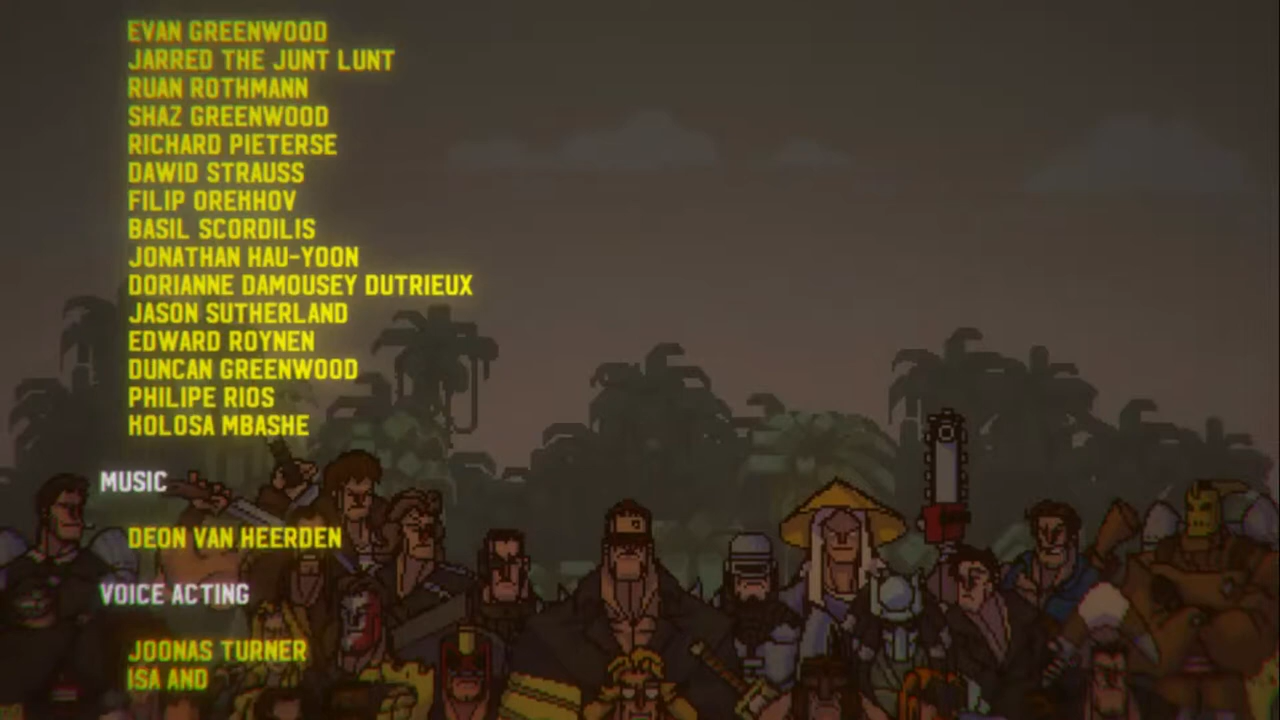 EVAN GREENWOOD
JARRED THE JUNT LUNT
RUAN ROTHMANN
SHAZ GREENWOOD
RICHARD PIETERSE
DAWID STRAUSS
FILIP OREKHOV
BASIL SCORDILIS
JONATHAN HAU-YOON
DORIANNE DAMOUSEY DUTRIEUX
JASON SUTHERLAND
EDWARD ROYNEN
DUNCAN GREENWOOD
PHILIPE RIOS
KOLOSA MBASHE
MUSIC
DEON VAN HEERDEN
VOICE ACTING
JOONAS TURNER
ISA AND